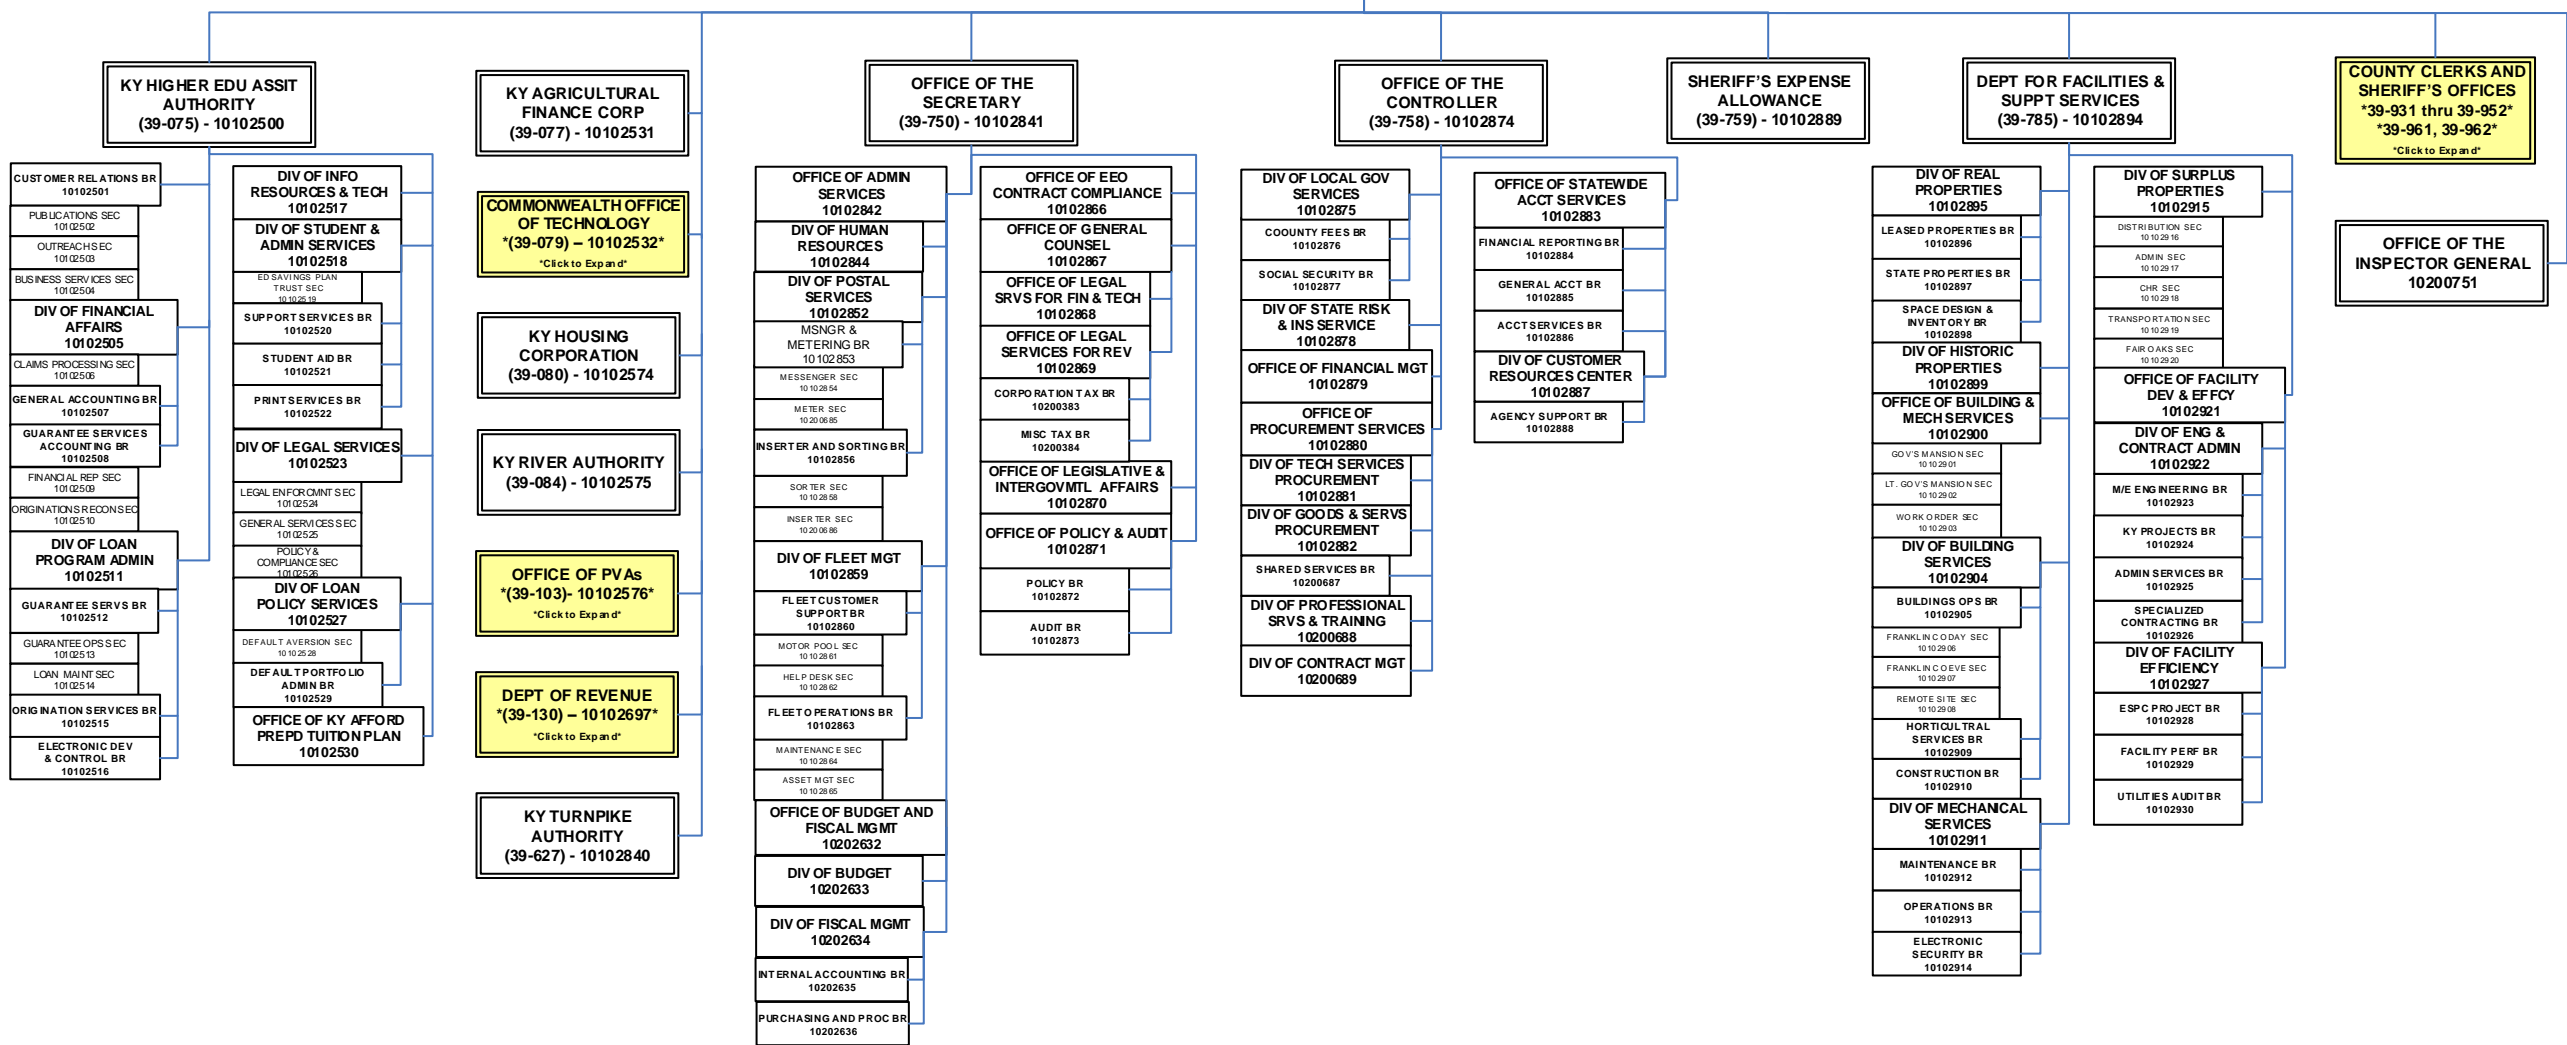 KY HIGHER EDU ASSIT
AUTHORITY
(39-075) - 10102500
CUSTOMER RELATIONS BR
10102501
PUBLICATIONS SEC
10102502
OUTREACH SEC
10102503
BUSINESS SERVICES SEC
10102504
DIV OF FINANCIAL
AFFAIRS
10102505
CLAIMS PROCESSING SEC
10102506
GENERAL ACCOUNTING BR
10102507
GUARANTEE SERVICES
ACCOUNTING BR
10102508
FINANCIAL REP SEC
10102509
ORIGINATIONS RECON SEC
10102510
DIV OF LOAN
PROGRAM ADMIN
10102511
GUARANTEE SERVS BR
10102512
GUARANTEE OPS SEC
10102513
LOAN MAINT SEC
10102514
ORIGINATION SERVICES BR
10102515
ELECTRONIC DEV
& CONTROL BR
10102516
DIV OF INFO
RESOURCES & TECH
10102517
DIV OF STUDENT &
ADMIN SERVICES
10102518
ED SAVINGS PLAN
TRUST SEC
10102519
SUPPORT SERVICES BR
10102520
STUDENT AID BR
10102521
PRINT SERVICES BR
10102522
DIV OF LEGAL SERVICES
10102523
LEGAL ENFORCMNT SEC
10102524
GENERAL SERVICES SEC
10102525
POLICY &
COMPLIANCE SEC
10102526
DIV OF LOAN
POLICY SERVICES
10102527
DEFAULT AVERSION SEC
10102528
DEFAULT PORTFOLIO
ADMIN BR
10102529
OFFICE OF KY AFFORD
PREPD TUITION PLAN
10102530
KY AGRICULTURAL
FINANCE CORP
(39-077) - 10102531
COMMONWEALTH OFFICE
OF TECHNOLOGY
*(39-079) – 10102532*
*Click to Expand*
KY HOUSING
CORPORATION
(39-080) - 10102574
KY RIVER AUTHORITY
(39-084) - 10102575
OFFICE OF PVAs
*(39-103)- 10102576*
*Click to Expand*
DEPT OF REVENUE
*(39-130) – 10102697*
*Click to Expand*
KY TURNPIKE
AUTHORITY
(39-627) - 10102840
OFFICE OF THE
SECRETARY
(39-750) - 10102841
OFFICE OF ADMIN
SERVICES
10102842
DIV OF HUMAN
RESOURCES
10102844
DIV OF POSTAL
SERVICES
10102852
MSNGR &
METERING BR
10102853
MESSENGER SEC
10102854
METER SEC
10200685
INSERTER AND SORTING BR
10102856
SORTER SEC
10102858
INSERTER SEC
10200686
DIV OF FLEET MGT
10102859
FLEET CUSTOMER
SUPPORT BR
10102860
MOTOR POOL SEC
10102861
HELP DESK SEC
10102862
FLEET OPERATIONS BR
10102863
MAINTENANCE SEC
10102864
ASSET MGT SEC
10102865
OFFICE OF BUDGET AND
FISCAL MGMT
10202632
DIV OF BUDGET
10202633
DIV OF FISCAL MGMT
10202634
INTERNAL ACCOUNTING BR
10202635
PURCHASING AND PROC BR
10202636
OFFICE OF EEO
CONTRACT COMPLIANCE
10102866
OFFICE OF GENERAL
COUNSEL
10102867
OFFICE OF LEGAL
SRVS FOR FIN & TECH
10102868
OFFICE OF LEGAL
SERVICES FOR REV
10102869
CORPORATION TAX BR
10200383
MISC TAX BR
10200384
OFFICE OF LEGISLATIVE &
INTERGOVMTL AFFAIRS
10102870
OFFICE OF POLICY & AUDIT
10102871
POLICY BR
10102872
AUDIT BR
10102873
OFFICE OF THE
CONTROLLER
(39-758) - 10102874
DIV OF LOCAL GOV
SERVICES
10102875
COOUNTY FEES BR
10102876
SOCIAL SECURITY BR
10102877
DIV OF STATE RISK
& INS SERVICE
10102878
OFFICE OF FINANCIAL MGT
10102879
OFFICE OF
PROCUREMENT SERVICES
10102880
DIV OF TECH SERVICES
PROCUREMENT
10102881
DIV OF GOODS & SERVS
PROCUREMENT
10102882
SHARED SERVICES BR
10200687
DIV OF PROFESSIONAL
SRVS & TRAINING
10200688
DIV OF CONTRACT MGT
10200689
OFFICE OF STATEWIDE
ACCT SERVICES
10102883
FINANCIAL REPORTING BR
10102884
GENERAL ACCT BR
10102885
ACCT SERVICES BR
10102886
DIV OF CUSTOMER
RESOURCES CENTER
10102887
AGENCY SUPPORT BR
10102888
SHERIFF'S EXPENSE
ALLOWANCE
(39-759) - 10102889
DEPT FOR FACILITIES &
SUPPT SERVICES
(39-785) - 10102894
DIV OF REAL
PROPERTIES
10102895
LEASED PROPERTIES BR
10102896
STATE PROPERTIES BR
10102897
SPACE DESIGN &
INVENTORY BR
10102898
DIV OF HISTORIC
PROPERTIES
10102899
OFFICE OF BUILDING &
MECH SERVICES
10102900
GOV'S MANSION SEC
10102901
LT. GOV'S MANSION SEC
10102902
WORK ORDER SEC
10102903
DIV OF BUILDING
SERVICES
10102904
BUILDINGS OPS BR
10102905
FRANKLIN CO DAY SEC
10102906
FRANKLIN CO EVE SEC
10102907
REMOTE SITE SEC
10102908
HORTICULTRAL
SERVICES BR
10102909
CONSTRUCTION BR
10102910
DIV OF MECHANICAL
SERVICES
10102911
MAINTENANCE BR
10102912
OPERATIONS BR
10102913
ELECTRONIC
SECURITY BR
10102914
DIV OF SURPLUS
PROPERTIES
10102915
DISTRIBUTION SEC
10102916
ADMIN SEC
10102917
CHR SEC
10102918
TRANSPORTATION SEC
10102919
FAIR OAKS SEC
10102920
OFFICE OF FACILITY
DEV & EFFCY
10102921
DIV OF ENG &
CONTRACT ADMIN
10102922
M/E ENGINEERING BR
10102923
KY PROJECTS BR
10102924
ADMIN SERVICES BR
10102925
SPECIALIZED
CONTRACTING BR
10102926
DIV OF FACILITY
EFFICIENCY
10102927
ESPC PROJECT BR
10102928
FACILITY PERF BR
10102929
UTILITIES AUDIT BR
10102930
COUNTY CLERKS AND
SHERIFF'S OFFICES
*39-931 thru 39-952*
*39-961, 39-962*
*Click to Expand*
OFFICE OF THE
INSPECTOR GENERAL
10200751